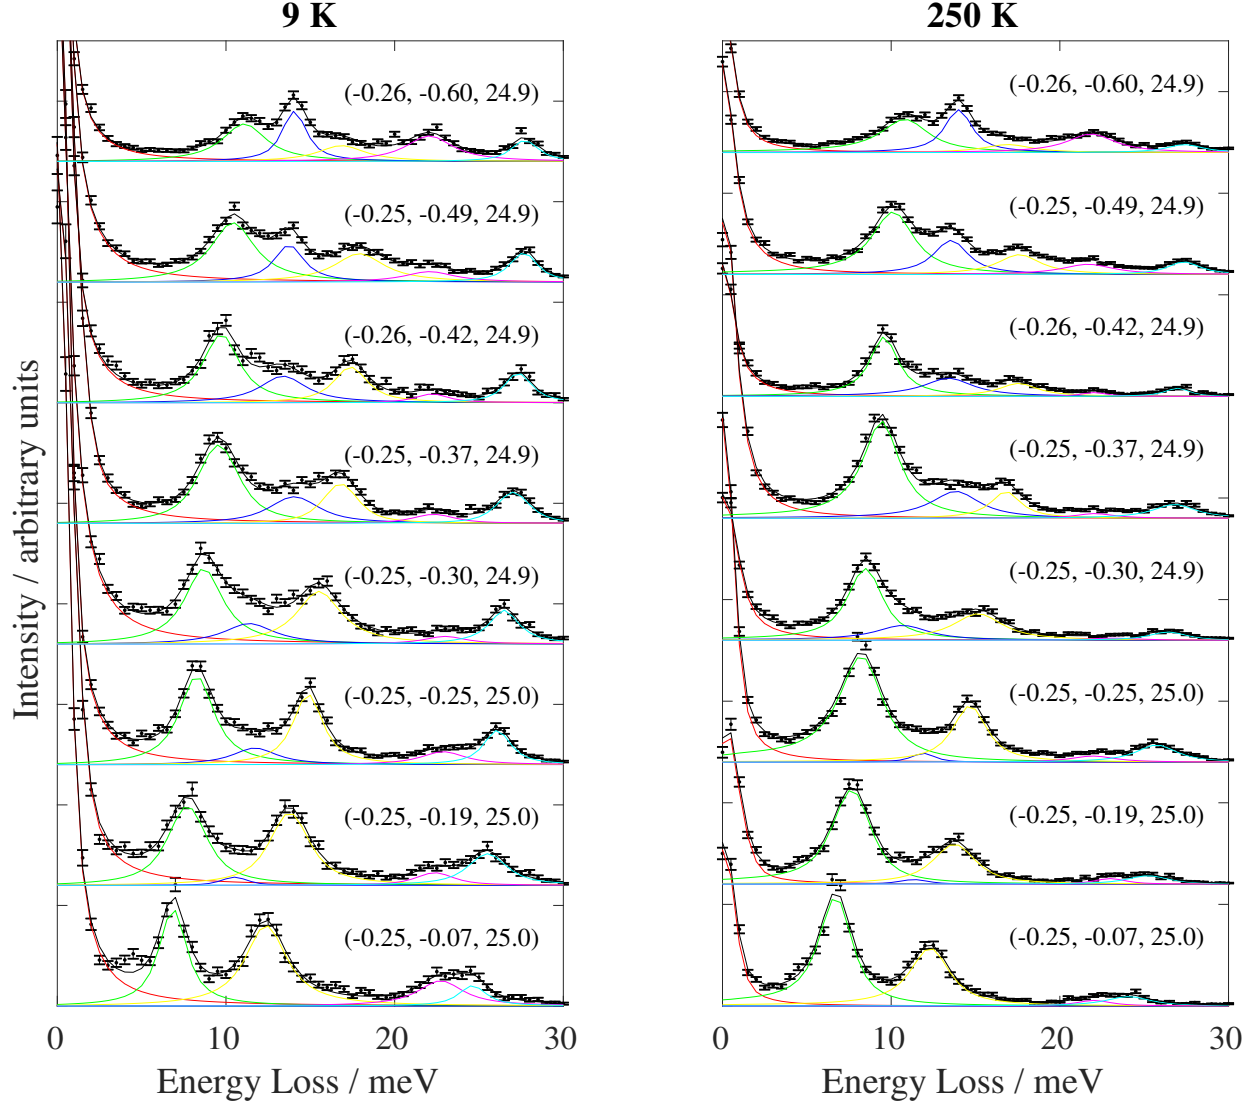 9 K
250 K
(-0.26, -0.60, 24.9)
(-0.25, -0.49, 24.9)
(-0.26, -0.42, 24.9)
(-0.25, -0.37, 24.9)
(-0.25, -0.30, 24.9)
(-0.25, -0.25, 25.0)
(-0.25, -0.19, 25.0)
(-0.25, -0.07, 25.0)
Intensity / arbitrary units
0 10 20 30
Energy Loss / meV
(-0.26, -0.60, 24.9)
(-0.25, -0.49, 24.9)
(-0.26, -0.42, 24.9)
(-0.25, -0.37, 24.9)
(-0.25, -0.30, 24.9)
(-0.25, -0.25, 25.0)
(-0.25, -0.19, 25.0)
(-0.25, -0.07, 25.0)
0 10 20 30
Energy Loss / meV